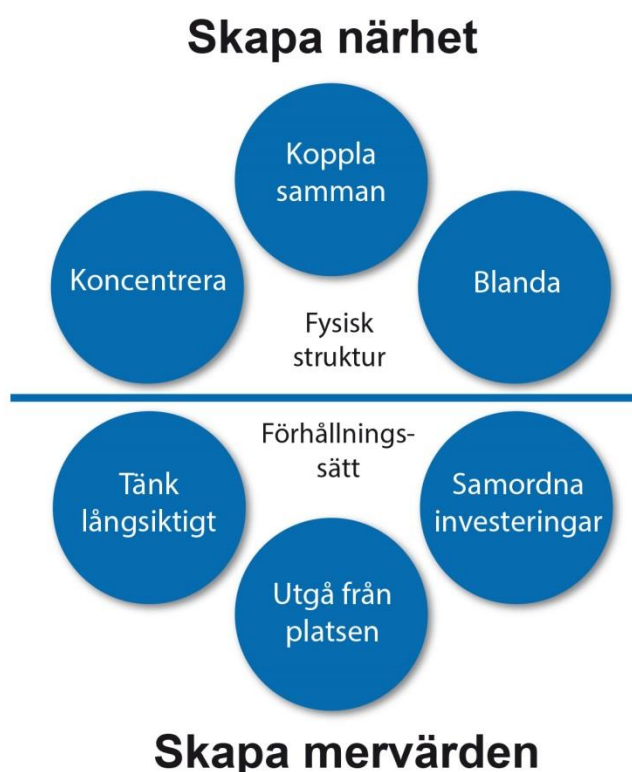 Skapa närhet
Koppla
samman
Koncentrera
Blanda
Fysisk
struktur
Förhållnings-
sätt
Tänk
långsiktigt
Samordna
investeringar
Utgå från
platsen
Skapa mervärden